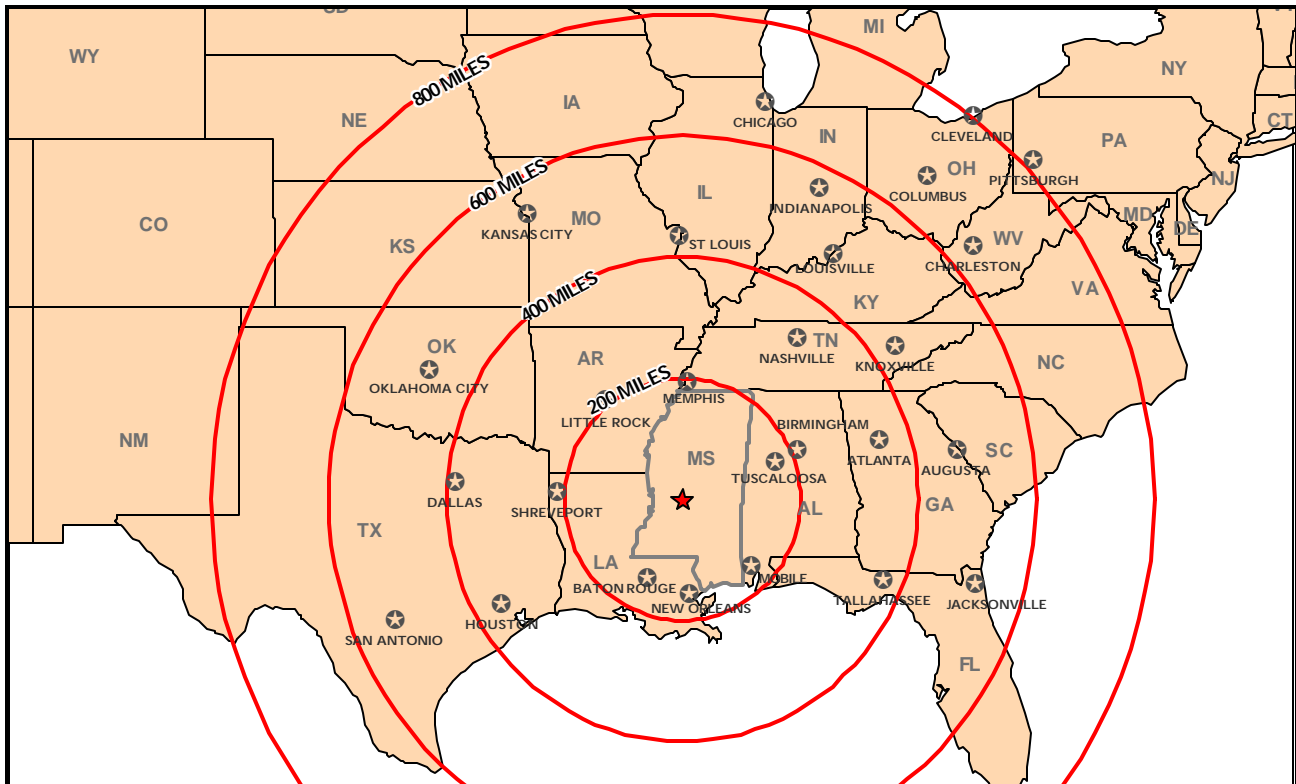 SD
MI
WY
NY
800 MILES
IA
NE
CHICAGO
CT
CLEVELAND
IN
PA
OH
PITTSBURGH
600 MILES
NJ
COLUMBUS
IL
INDIANAPOLIS
MO
MD
CO
KANSAS CITY
DE
KS
ST LOUIS
WV
LOUISVILLE
CHARLESTON
VA
400 MILES
KY
OK
AR
TN
NASHVILLE
KNOXVILLE
NC
OKLAHOMA CITY
200 MILES
MEMPHIS
LITTLE ROCK
BIRMINGHAM
NM
ATLANTA
AUGUSTA
SC
MS
TUSCALOOSA
DALLAS
SHREVEPORT
AL
GA
TX
LA
MOBILE
BATON ROUGE
NEW ORLEANS
TALLAHASSEE
JACKSONVILLE
HOUSTON
SAN ANTONIO
FL